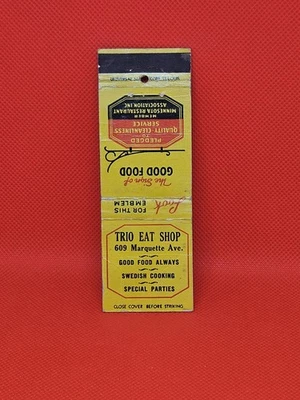 TRIO EAT SHOP
609 Marquette Ave.
GOOD FOOD ALWAYS
SWEDISH COOKING
SPECIAL PARTIES
CLOSE COVER BEFORE STRIKING
Look
FOR THIS
EMBLEM
The Sign of
GOOD FOOD
MEMBER
MINNESOTA RESTAURANT
ASSOCIATION INC
PLEDGED
TO
QUALITY CLEANLINESS
SERVICE